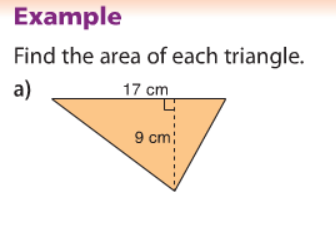 Example
Find the area of each triangle.
a)
17 cm
9 cm